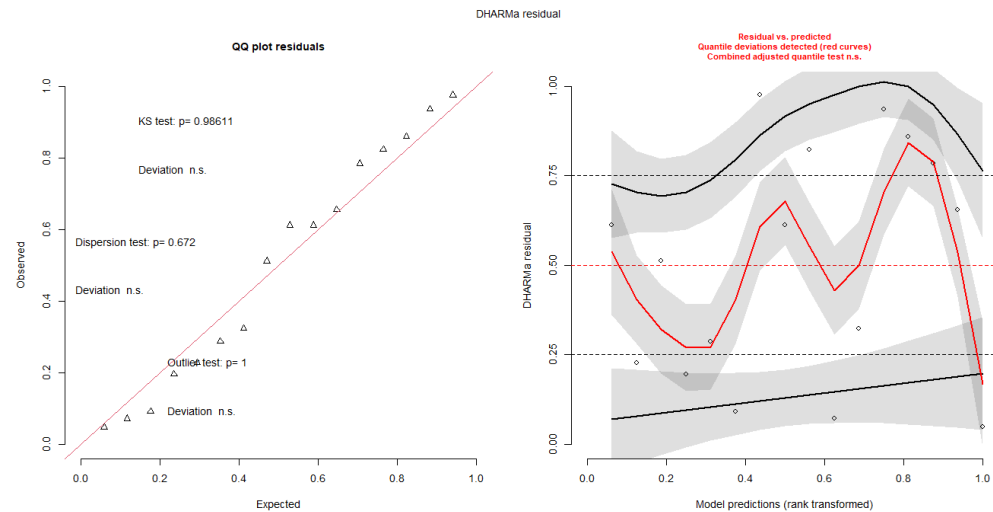 DHARMa residual
QQ plot residuals
KS test: p= 0.98611
Deviation n.s.
Dispersion test: p= 0.672
Deviation n.s.
Outlier test: p= 1
Deviation n.s.
Observed
0.0
0.2
0.4
0.6
0.8
1.0
0.0
0.2
0.4
0.6
0.8
1.0
Expected
Residual vs. predicted
Quantile deviations detected (red curves)
Combined adjusted quantile test n.s.
DHARMa residual
0.00
0.25
0.50
0.75
1.00
0.0
0.2
0.4
0.6
0.8
1.0
Model predictions (rank transformed)